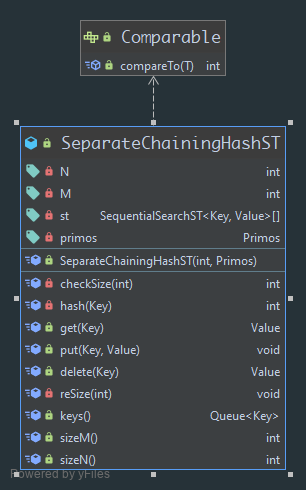 Comparable
compareTo(T) int
SeparateChainingHashST
N int
M int
st SequentialSearchST<Key, Value>[]
primos Primos
SeparateChainingHashST(int, Primos)
checkSize(int) int
hash(Key) int
get(Key) Value
put(Key, Value) void
delete(Key) Value
reSize(int) void
keys() Queue<Key>
sizeM() int
sizeN() int
Powered by yFiles